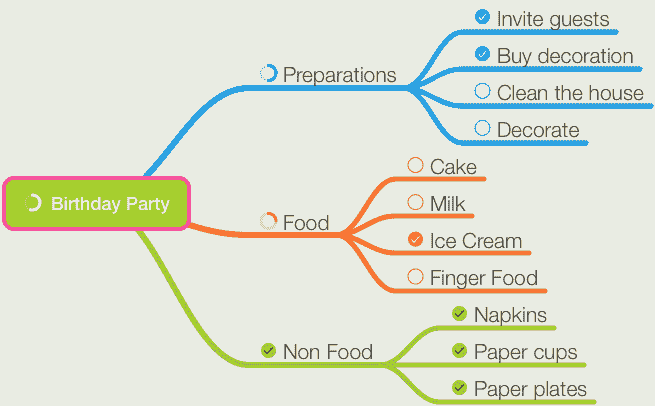 Birthday Party
Preparations
Invite guests
Buy decoration
Clean the house
Decorate
Food
Cake
Milk
Ice Cream
Finger Food
Non Food
Napkins
Paper cups
Paper plates